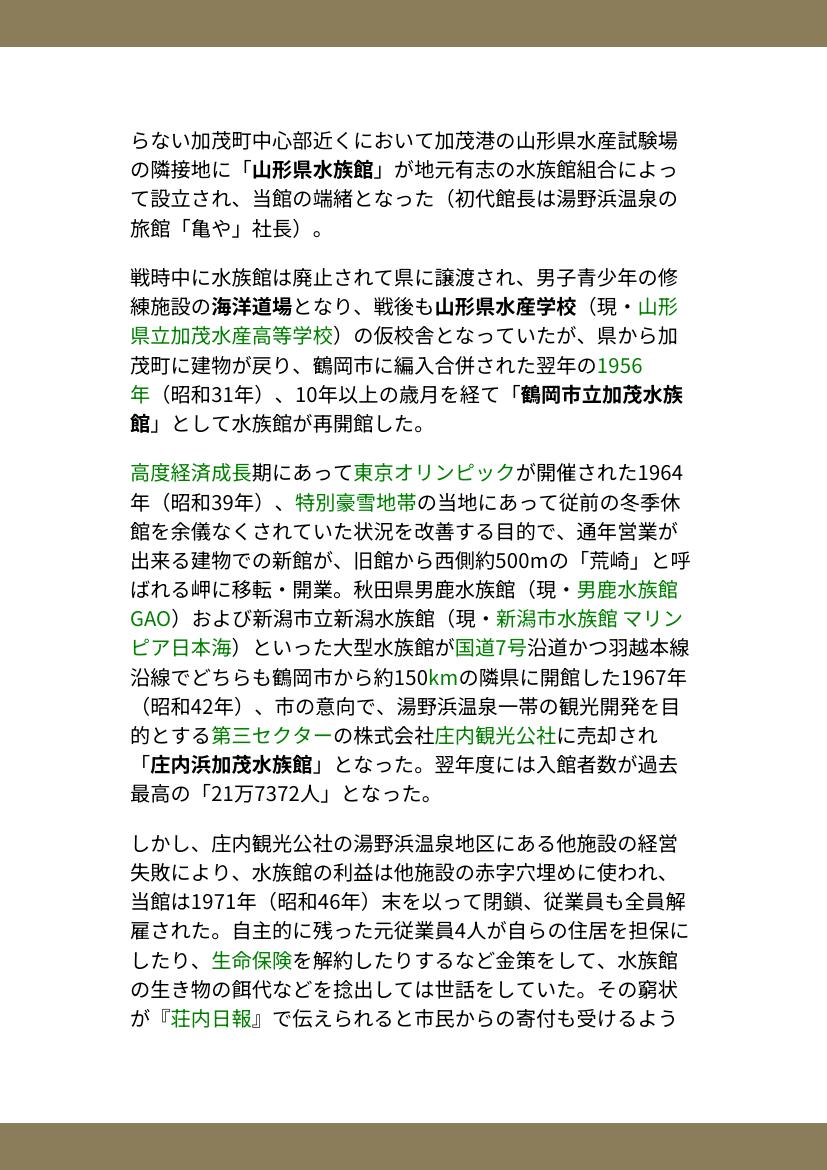 らない加茂町中心部近くにおいて加茂港の山形県水産試験場
の隣接地に「山形県水族館」が地元有志の水族館組合によっ
て設立され、当館の端緒となった（初代館長は湯野浜温泉の
旅館「亀や」社長）。
戦時中に水族館は廃止されて県に譲渡され、男子青少年の修
練施設の海洋道場となり、戦後も山形県水産学校（現・山形
県立加茂水産高等学校）の仮校舎となっていたが、県から加
茂町に建物が戻り、鶴岡市に編入合併された翌年の1956
年（昭和31年）、10年以上の歳月を経て「鶴岡市立加茂水族
館」として水族館が再開館した。
高度経済成長期にあって東京オリンピックが開催された1964
年（昭和39年）、特別豪雪地帯の当地にあって従前の冬季休
館を余儀なくされていた状況を改善する目的で、通年営業が
出来る建物での新館が、旧館から西側約500mの「荒崎」と呼
ばれる岬に移転・開業。秋田県男鹿水族館（現・男鹿水族館
GAO）および新潟市立新潟水族館（現・新潟市水族館 マリン
ピア日本海）といった大型水族館が国道7号沿道かつ羽越本線
沿線でどちらも鶴岡市から約150kmの隣県に開館した1967年
（昭和42年）、市の意向で、湯野浜温泉一帯の観光開発を目
的とする第三セクターの株式会社庄内観光公社に売却され
「庄内浜加茂水族館」となった。翌年度には入館者数が過去
最高の「21万7372人」となった。
しかし、庄内観光公社の湯野浜温泉地区にある他施設の経営
失敗により、水族館の利益は他施設の赤字穴埋めに使われ、
当館は1971年（昭和46年）末を以って閉鎖、従業員も全員解
雇された。自主的に残った元従業員4人が自らの住居を担保に
したり、生命保険を解約したりするなど金策をして、水族館
の生き物の餌代などを捻出しては世話をしていた。その窮状
が『荘内日報』で伝えられると市民からの寄付も受けるよう